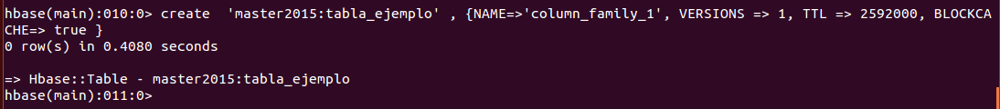 hbase(main):010:0> create  'master2015:tabla_ejemplo' , {NAME=>'column_family_1', VERSIONS => 1, TTL => 2592000, BLOCKCA
CHE=> true }
0 row(s) in 0.4080 seconds

=> Hbase::Table - master2015:tabla_ejemplo
hbase(main):011:0>